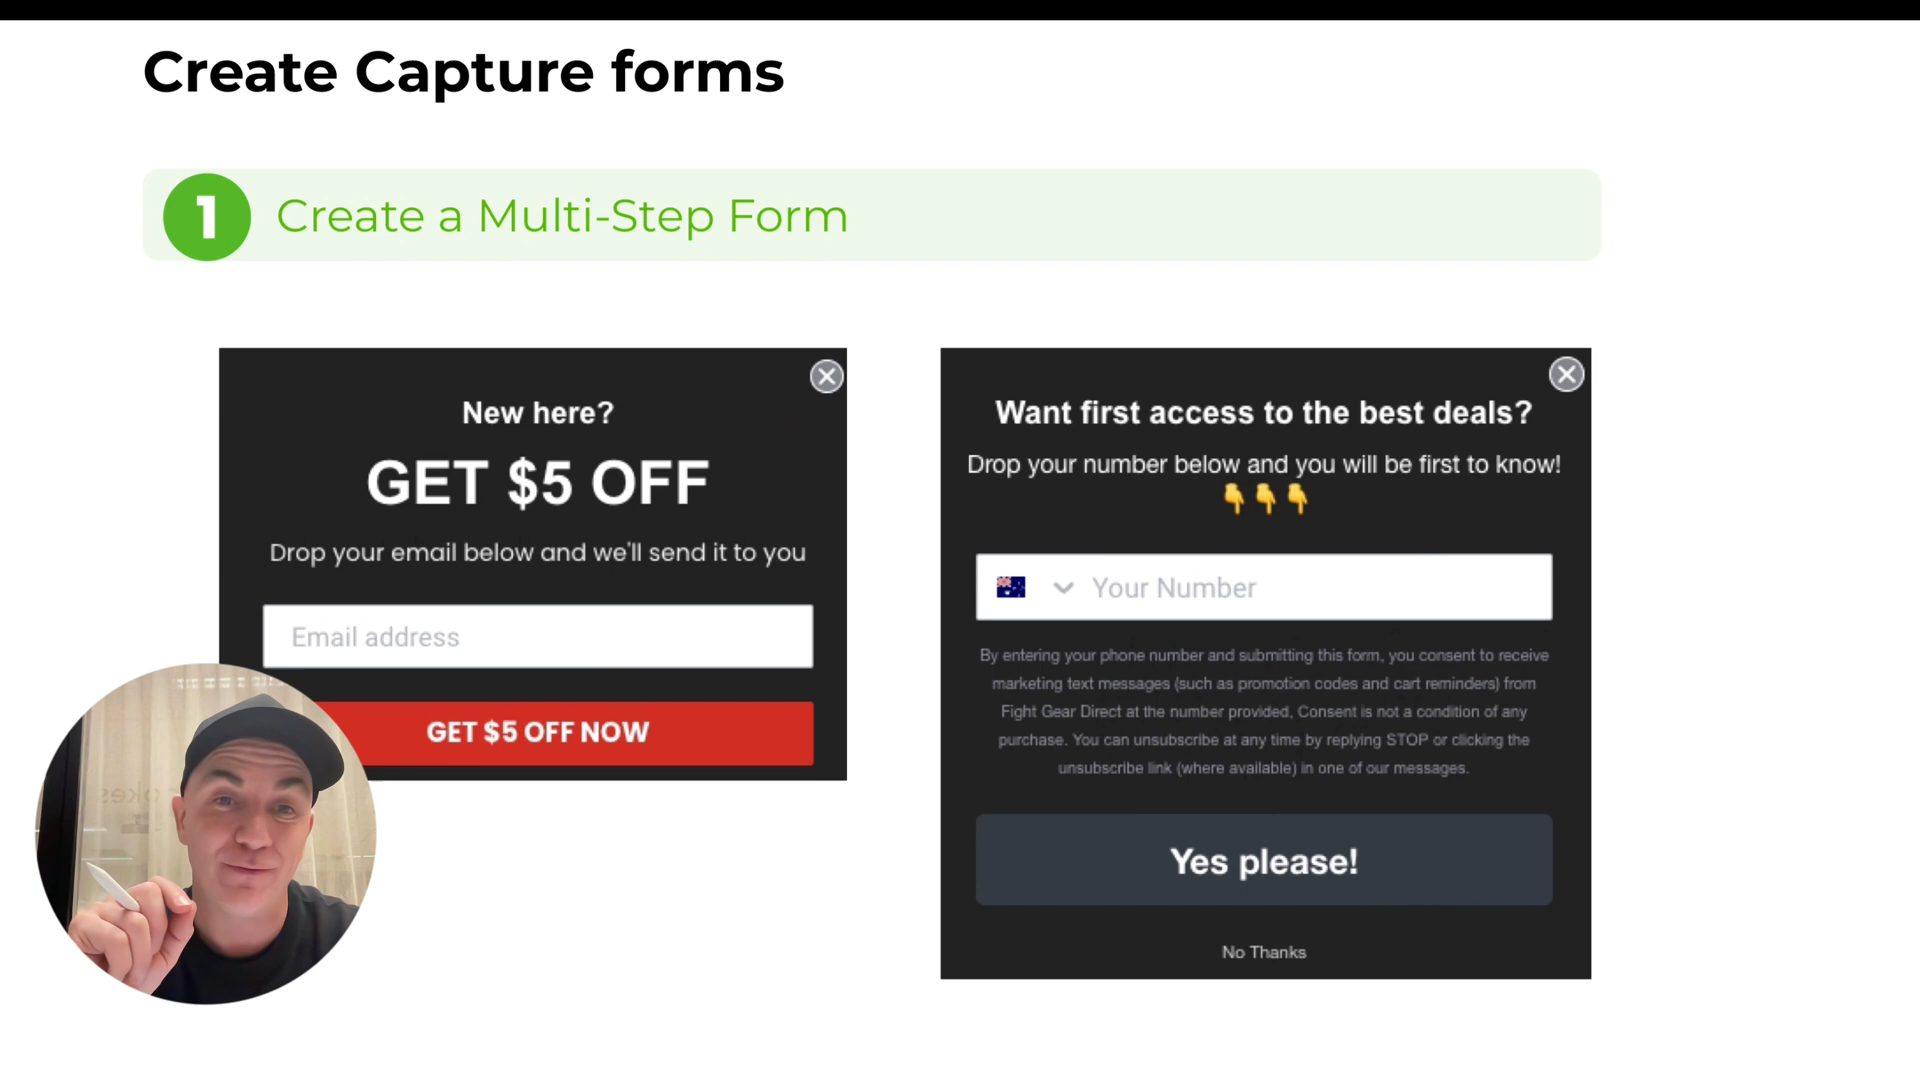 Create Capture forms
1 Create a Multi-Step Form
New here?
GET $5 OFF
Drop your email below and we'll send it to you
Email address
GET $5 OFF NOW
Want first access to the best deals?
Drop your number below and you will be first to know!
👇👇👇
Your Number
By entering your phone number and submitting this form, you consent to receive
marketing text messages (such as promotion codes and cart reminders) from
Fight Gear Direct at the number provided, Consent is not a condition of any
purchase. You can unsubscribe at any time by replying STOP or clicking the
unsubscribe link (where available) in one of our messages.
Yes please!
No Thanks